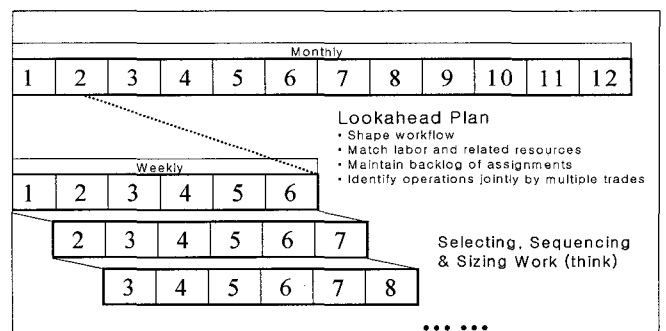 Monthly
1 2 3 4 5 6 7 8 9 10 11 12
Lookahead Plan
• Shape workflow
• Match labor and related resources
• Maintain backlog of assignments
• Identify operations jointly by multiple trades
Weekly
1 2 3 4 5 6
2 3 4 5 6 7
Selecting, Sequencing
& Sizing Work (think)
3 4 5 6 7 8
••• •••